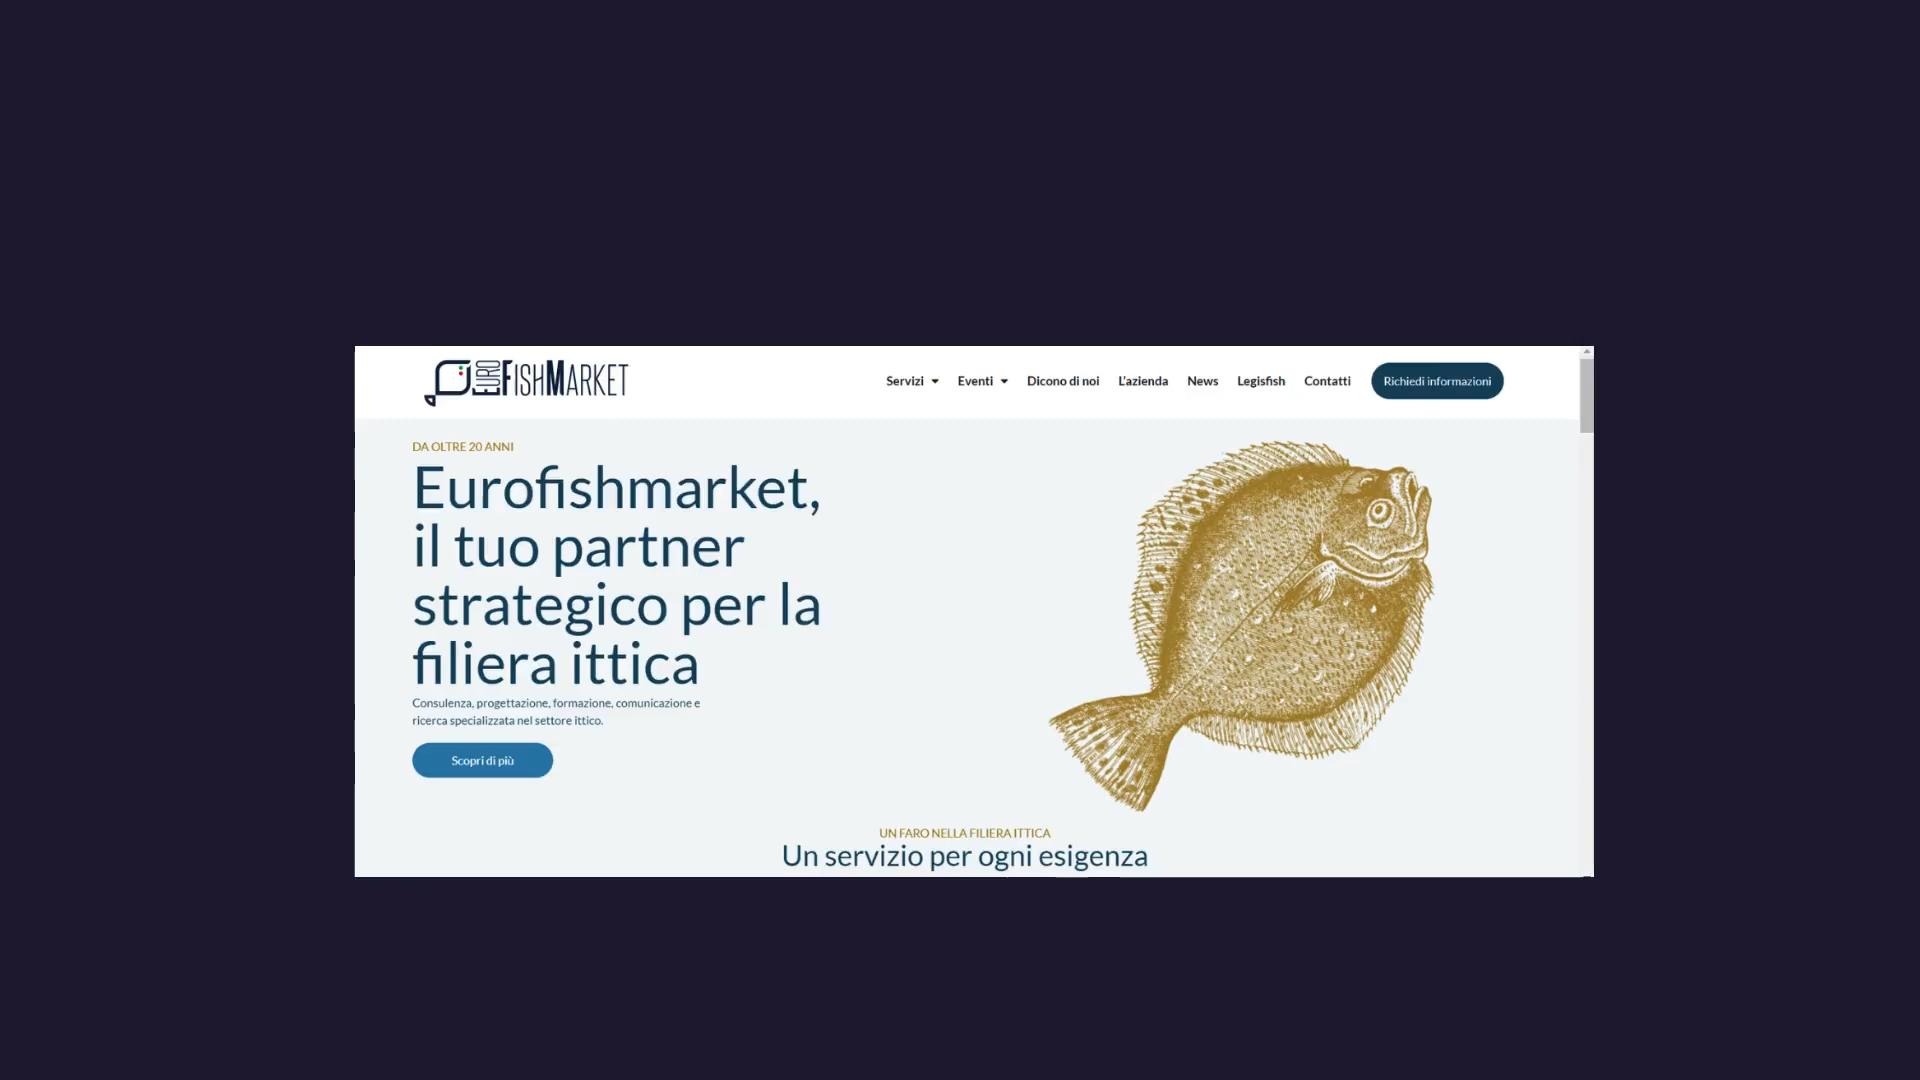 EURO FISHMARKET
Servizi
Eventi
Dicono di noi
L'azienda
News
Legisfish
Contatti
Richiedi informazioni
DA OLTRE 20 ANNI
Eurofishmarket,
il tuo partner
strategico per la
filiera ittica
Consulenza, progettazione, formazione, comunicazione e
ricerca specializzata nel settore ittico.
Scopri di più
UN FARO NELLA FILIERA ITTICA
Un servizio per ogni esigenza